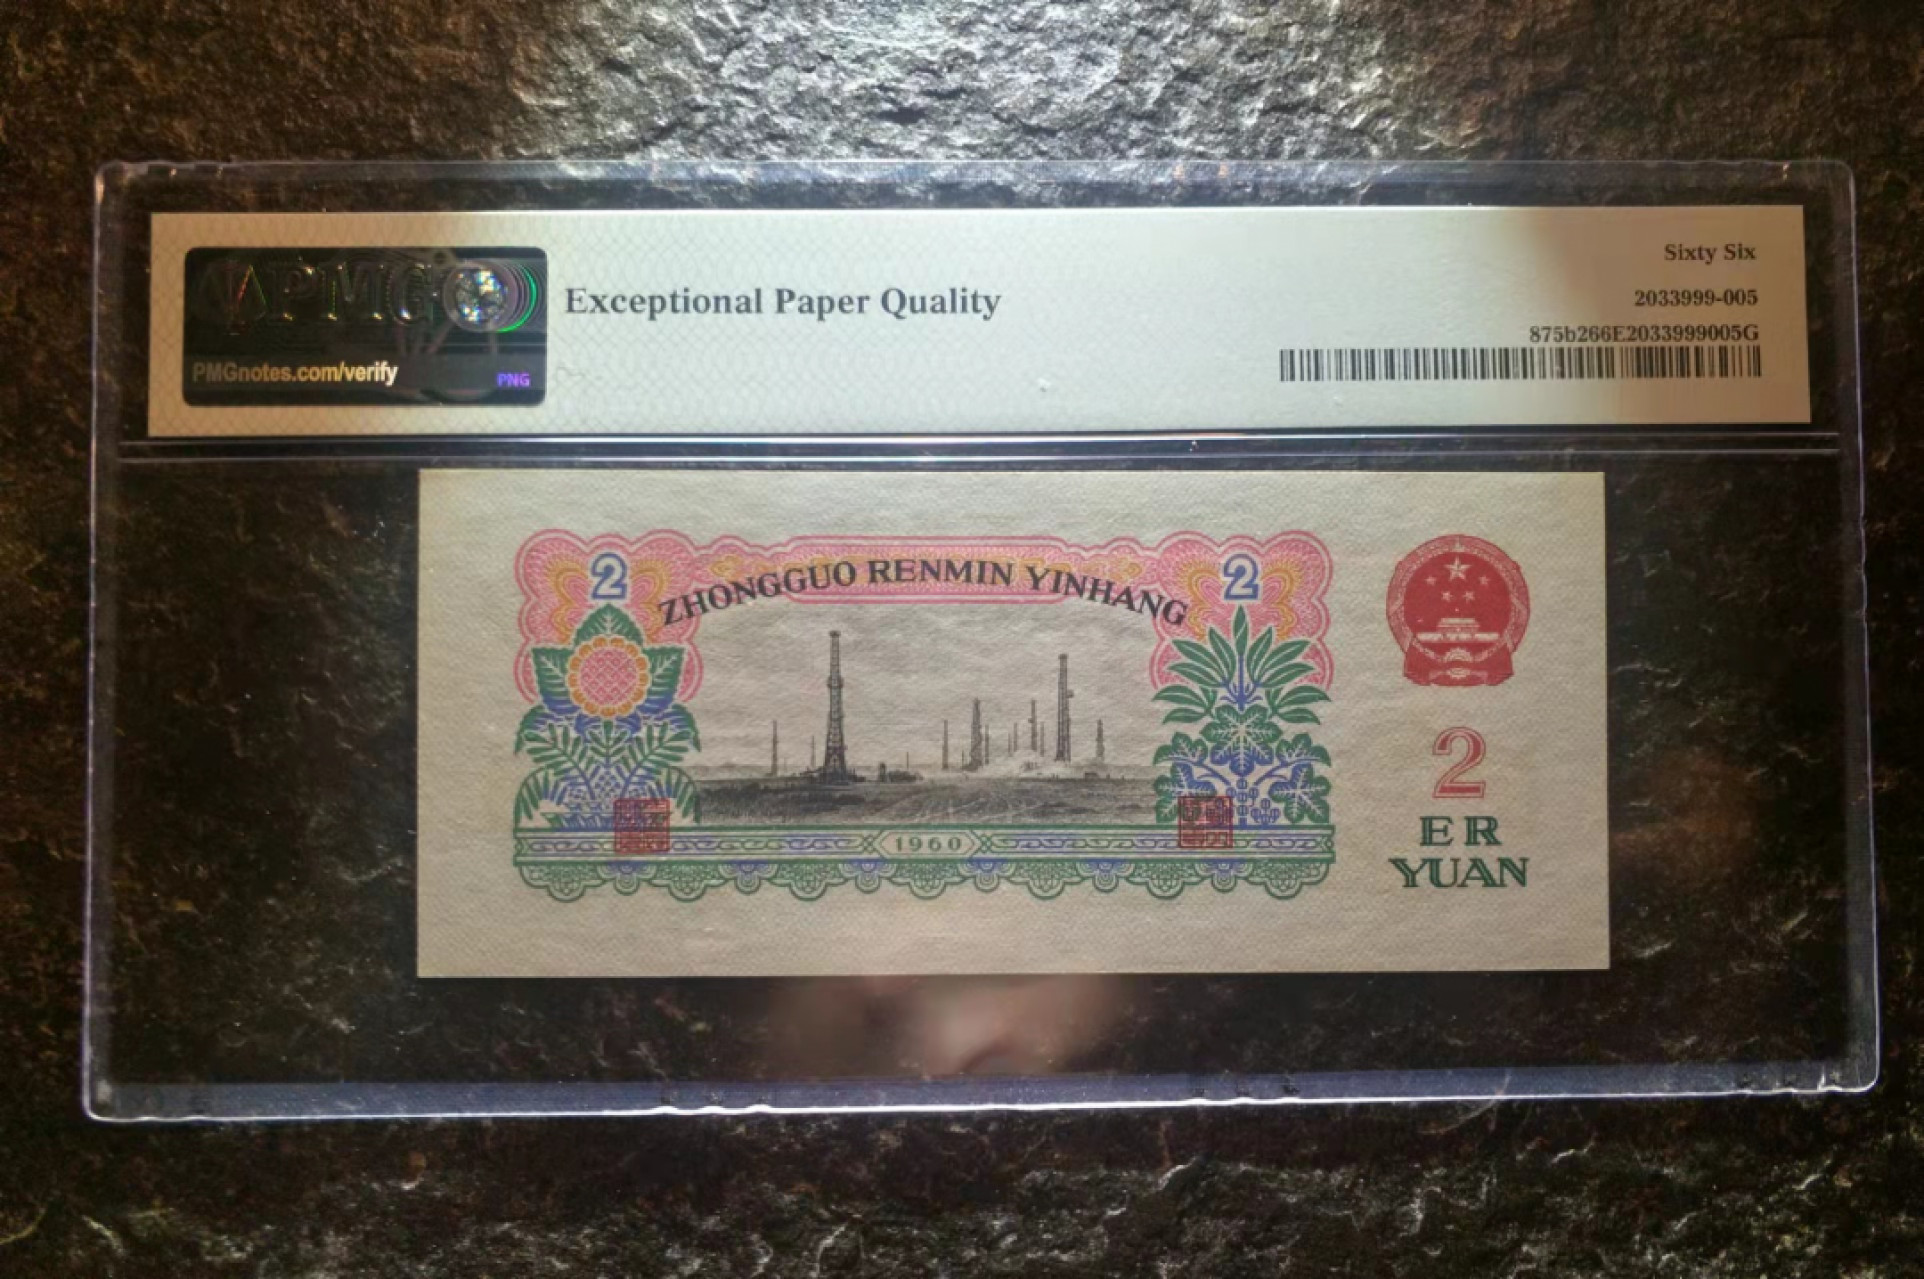 Sixty Six
PMG
Exceptional Paper Quality
2033999-005
875b266E2033999005G
PMGnotes.com/verify
PNG
2
2
ZHONGGUO RENMIN YINHANG
2
ER
YUAN
1960